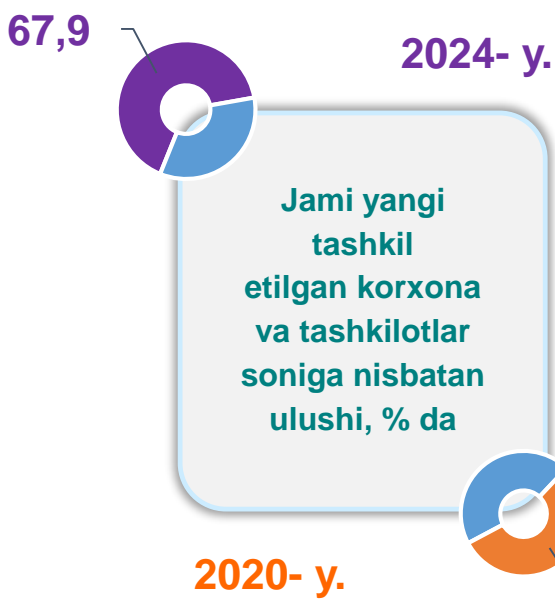 67,9
2024- y.
Jami yangi
tashkil
etilgan korxona
va tashkilotlar
soniga nisbatan
ulushi, % da
2020- y.